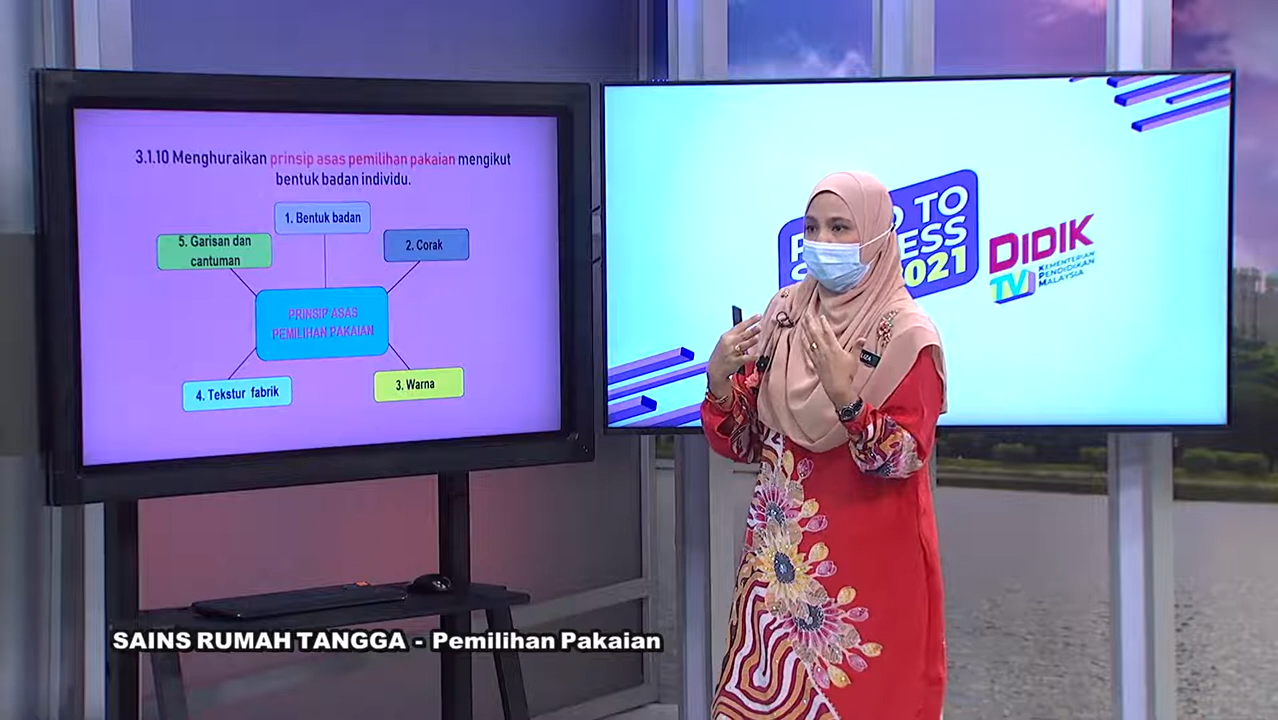 3.1.10 Menghuraikan prinsip asas pemilihan pakaian mengikut
bentuk badan individu.
1. Bentuk badan
5. Garisan dan
cantuman
2. Corak
PRINSIP ASAS
PEMILIHAN PAKAIAN
4. Tekstur fabrik
3. Warna
TO
ESS
2021
DIDIK
TV
KEMENTERIAN
PENDIDIKAN
MALAYSIA
SAINS RUMAH TANGGA - Pemilihan Pakaian